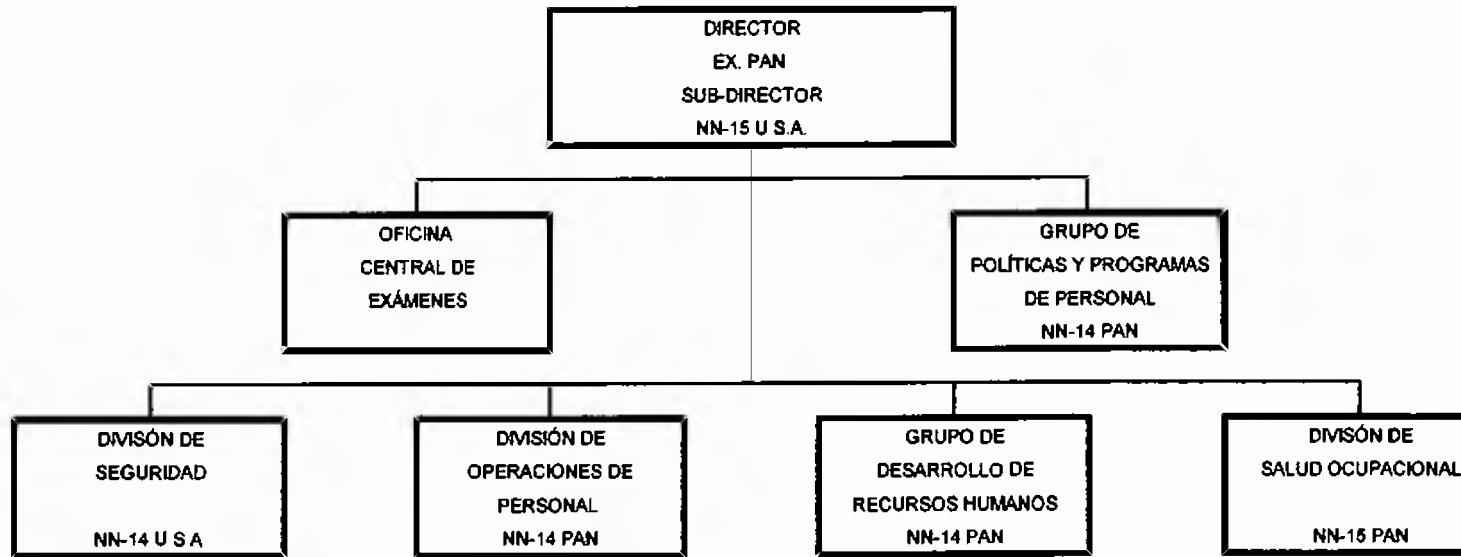 DIRECTOR
EX. PAN
SUB-DIRECTOR
NN-15 U S.A.
OFICINA
CENTRAL DE
EXÁMENES
GRUPO DE
POLÍTICAS Y PROGRAMAS
DE PERSONAL
NN-14 PAN
DIVISÓN DE
SEGURIDAD
NN-14 U S A
DIVISIÓN DE
OPERACIONES DE
PERSONAL
NN-14 PAN
GRUPO DE
DESARROLLO DE
RECURSOS HUMANOS
NN-14 PAN
DIVISÓN DE
SALUD OCUPACIONAL
NN-15 PAN